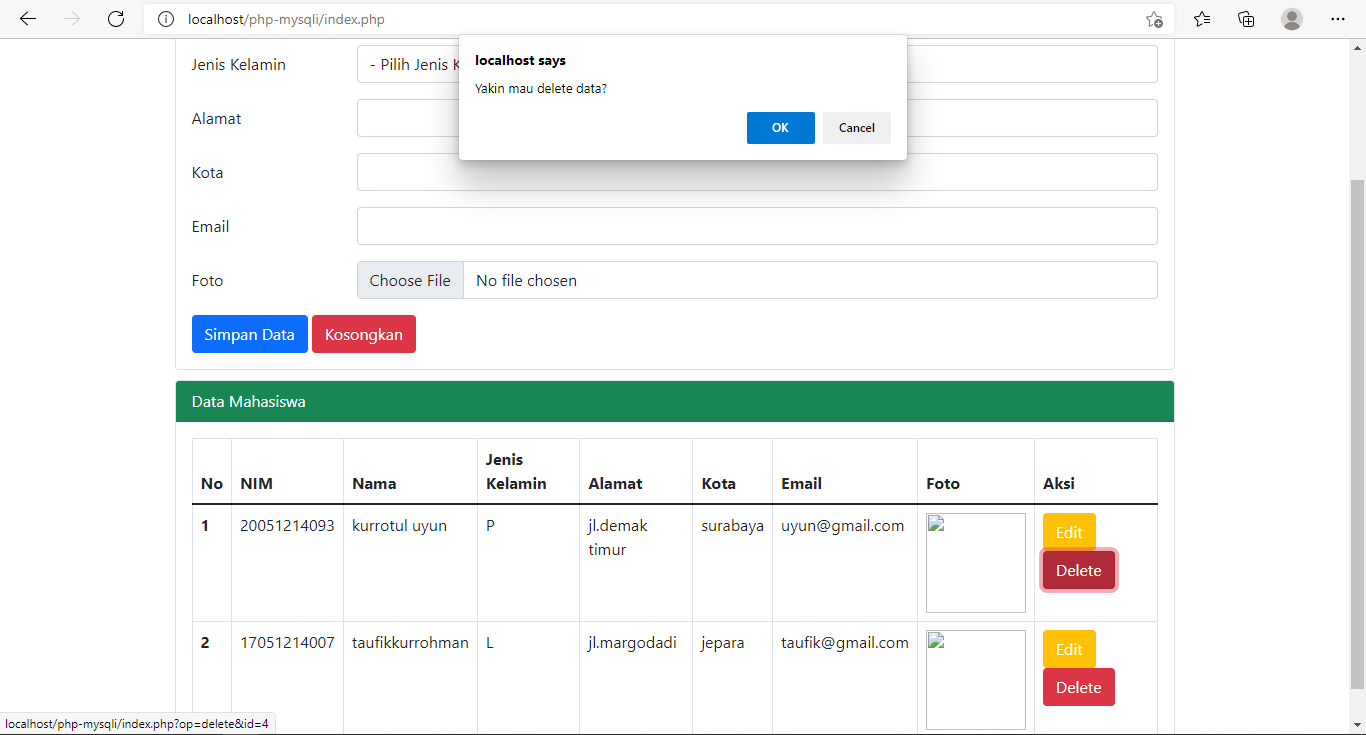 localhost/php-mysqli/index.php
localhost says
Yakin mau delete data?
OK Cancel
Jenis Kelamin - Pilih Jenis K
Alamat
Kota
Email
Foto Choose File No file chosen
Simpan Data Kosongkan
Data Mahasiswa
No NIM Nama Jenis Kelamin Alamat Kota Email Foto Aksi
1 20051214093 kurrotul uyun P jl.demak timur surabaya uyun@gmail.com Edit
Delete
2 17051214007 taufikkurrohman L jl.margodadi jepara taufik@gmail.com Edit
Delete
localhost/php-mysqli/index.php?op=delete&id=4